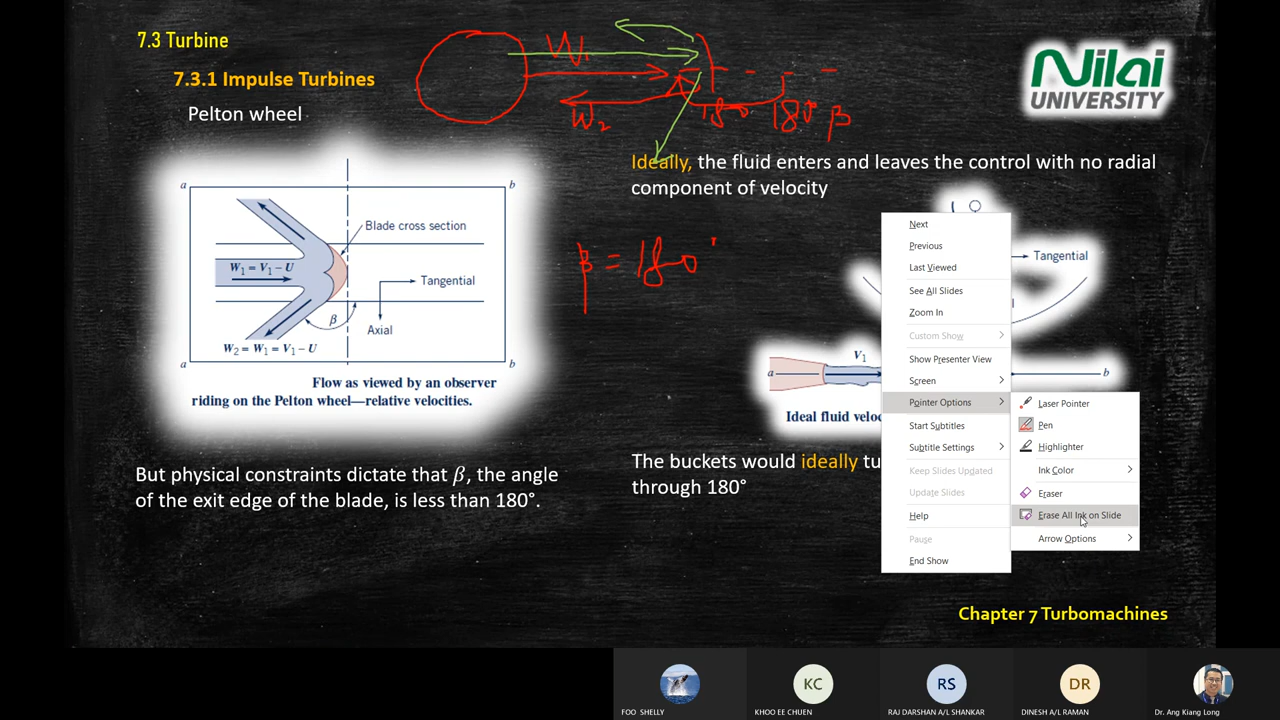 7.3 Turbine
7.3.1 Impulse Turbines
Pelton wheel
Nilai
UNIVERSITY
W₁
W₂
180°
180°
β
β = 180°
Ideally, the fluid enters and leaves the control with no radial
component of velocity
a
b
Blade cross section
W₁ = V₁ – U
Tangential
Axial
β
W₂ = W₁ = V₁ – U
a
b
Flow as viewed by an observer
riding on the Pelton wheel—relative velocities.
Tangential
V₁
a
b
Ideal fluid
But physical constraints dictate that β, the angle
of the exit edge of the blade, is less than 180°.
The buckets would ideally
through 180°
Next
Previous
Last Viewed
See All Slides
Zoom In
Custom Show
Show Presenter View
Screen
Pointer Options
Start Subtitles
Subtitle Settings
Keep Slides Updated
Update Slides
Help
Pause
End Show
Laser Pointer
Pen
Highlighter
Ink Color
Eraser
Erase All Ink on Slide
Arrow Options
Chapter 7 Turbomachines
KC
RS
DR
FOO SHELLY
KHOO EE CHUEN
RAJ DARSHAN A/L SHANKAR
DINESH A/L RAMAN
Dr. Ang Kiang Long